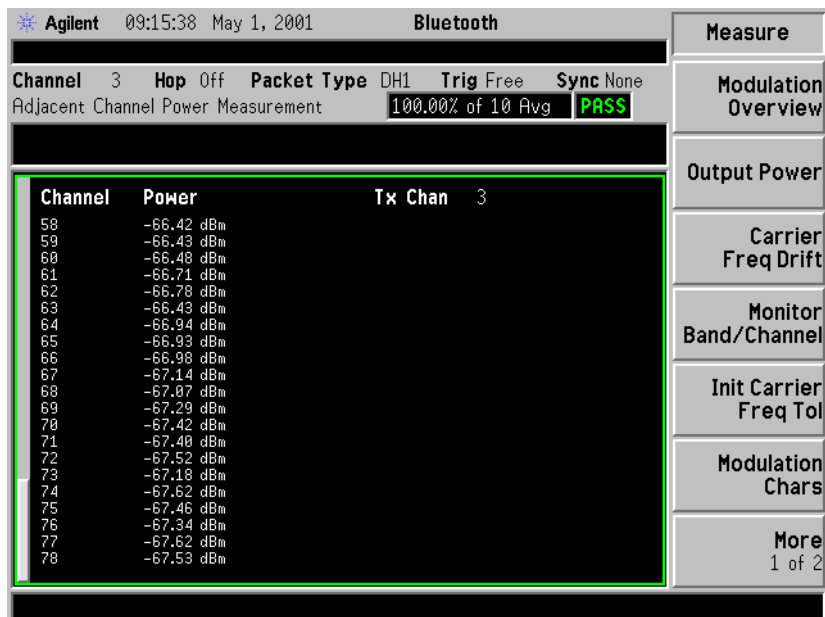 Agilent 09:15:38 May 1, 2001 Bluetooth
Channel 3 Hop Off Packet Type DH1 Trig Free Sync None
Adjacent Channel Power Measurement 100.00% of 10 Avg PASS
Channel Power Tx Chan 3
58 -66.42 dBm
59 -66.43 dBm
60 -66.48 dBm
61 -66.71 dBm
62 -66.78 dBm
63 -66.43 dBm
64 -66.94 dBm
65 -66.93 dBm
66 -66.98 dBm
67 -67.14 dBm
68 -67.07 dBm
69 -67.29 dBm
70 -67.42 dBm
71 -67.40 dBm
72 -67.52 dBm
73 -67.18 dBm
74 -67.62 dBm
75 -67.46 dBm
76 -67.34 dBm
77 -67.62 dBm
78 -67.53 dBm
Measure
Modulation
Overview
Output Power
Carrier
Freq Drift
Monitor
Band/Channel
Init Carrier
Freq Tol
Modulation
Chars
More
1 of 2